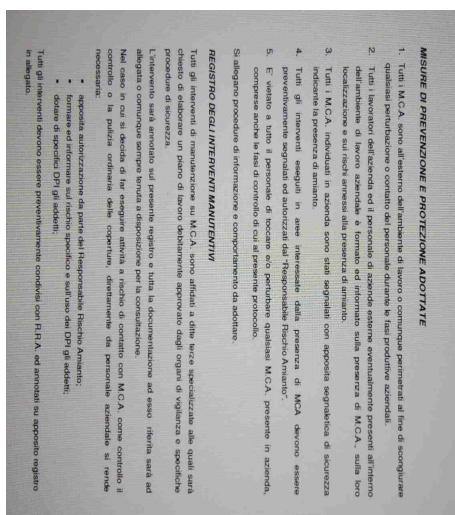 MISURE DI PREVENZIONE E PROTEZIONE ADOTTATE
1. Tutti i M.C.A. sono all'esterno dell'ambiente di lavoro o comunque perimetrati al fine di scongiurare
qualsiasi perturbazione o contatto del personale durante le fasi produttive aziendali.
2. Tutti i lavoratori dell'azienda ed il personale di aziende esterne eventualmente presenti all'interno
dell'ambiente di lavoro aziendale è formato ed informato sulla presenza di M.C.A., sulla loro
localizzazione e sui rischi annessi alla presenza di amianto.
3. Tutti i M.C.A. individuati in azienda sono stati segnalati con apposita segnaletica di sicurezza
indicante la presenza di amianto.
4. Tutti gli interventi eseguiti in aree interessate dalla presenza di MCA devono essere
preventivamente segnalati ed autorizzati dal "Responsabile Rischio Amianto".
5. E' vietato a tutto il personale di toccare e/o perturbare qualsiasi M.C.A. presente in azienda,
comprese anche le fasi di controllo di cui al presente protocollo.
Si allegano procedure di informazione e comportamento da adottare.
REGISTRO DEGLI INTERVENTI MANUTENTIVI
Tutti gli interventi di manutenzione su M.C.A. sono affidati a ditte terze specializzate alle quali sarà
chiesto di elaborare un piano di lavoro debitamente approvato dagli organi di vigilanza e specifiche
procedure di sicurezza.
L'intervento sarà annotato sul presente registro e tutta la documentazione ad esso riferita sarà ad
allegata o comunque sempre tenuta a disposizione per la consultazione.
Nel caso in cui si decida di far eseguire attività a rischio di contatto con M.C.A. come controllo il
controllo o la pulizia ordinaria delle coperture, direttamente da personale aziendale si rende
necessaria:
• apposita autorizzazione da parte del Responsabile Rischio Amianto;
• formare ed informare sul rischio specifico e sull'uso dei DPI gli addetti;
• dotare di specifici DPI gli addetti;
Tutti gli interventi devono essere preventivamente condivisi con R.R.A. ed annotati su apposito registro
in allegato.